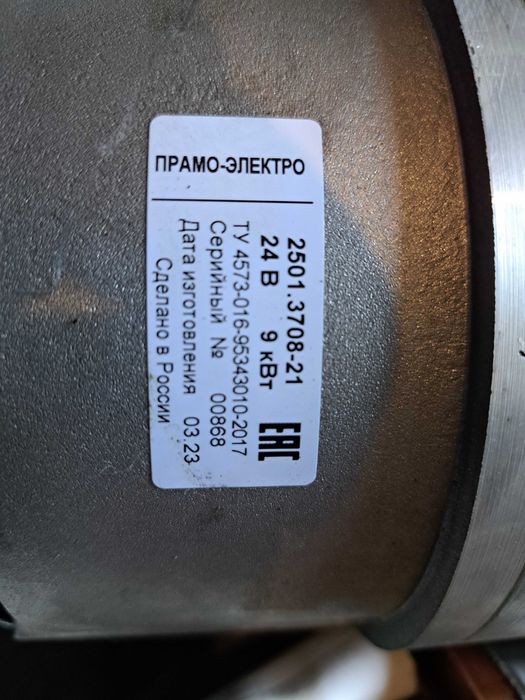 ПРАМО-ЭЛЕКТРО
2501.3708-21
24 В 9 кВт
ЕАС
ТУ 4573-016-95343010-2017
Серийный № 00868
Дата изготовления 03.23
Сделано в России